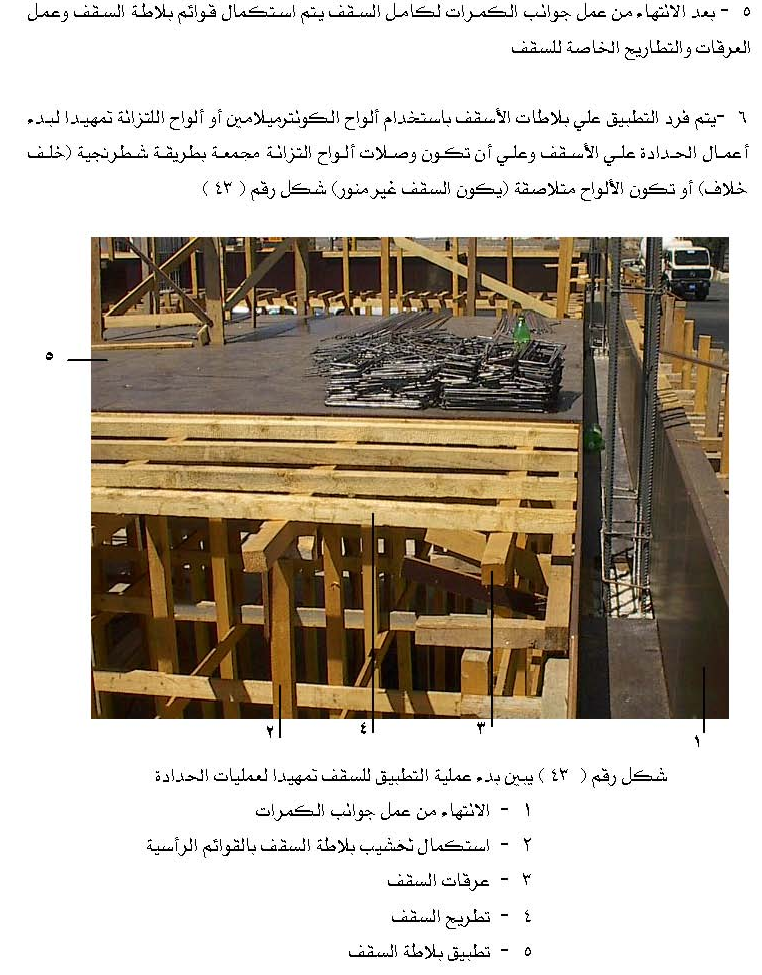 ٥ - بعد الانتهاء من عمل جوانب الكمرات لكامل السقف يتم استكمال قوائم بلاطة السقف وعمل
العرقات والتطاريح الخاصة للسقف
٦ -يتم فرد التطبيق علي بلاطات الأسقف باستخدام ألواح الكونترميلامين أو ألواح اللتزانة تمهيدا لبدء
أعمال الحدادة علي الأسقف وعلي أن تكون وصلات ألواح التزانة مجمعة بطريقة شطرنجية (خلف
خلاف) أو تكون الألواح متلاصقة (يكون السقف غير منور) شكل رقم ( ٤٣ )
٥
٢
٤
٣
١
شكل رقم ( ٤٣ ) يبين بدء عملية التطبيق للسقف تمهيدا لعمليات الحدادة
١ - الانتهاء من عمل جوانب الكمرات
٢ - استكمال تخشيب بلاطة السقف بالقوائم الرأسية
٣ - عرقات السقف
٤ - تطريح السقف
٥ - تطبيق بلاطة السقف